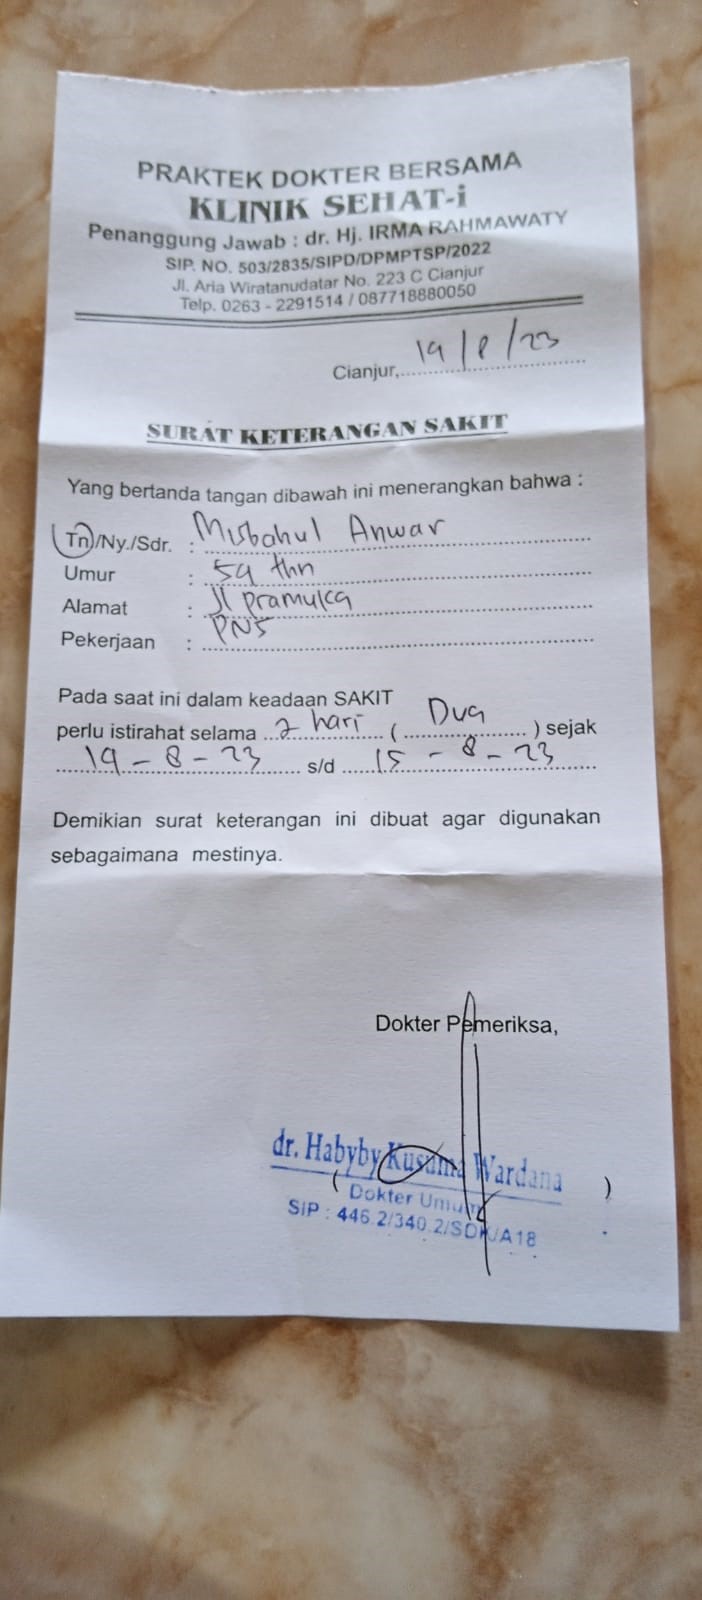 PRAKTEK DOKTER BERSAMA
KLINIK SEHAT-i
Penanggung Jawab : dr. Hj. IRMA RAHMAWATY
SIP. NO. 503/2835/SIPD/DPMPTSP/2022
Jl. Aria Wiratanudatar No. 223 C Cianjur
Telp. 0263 - 2291514 / 087718880050
Cianjur, 14/8/23
SURAT KETERANGAN SAKIT
Yang bertanda tangan dibawah ini menerangkan bahwa :
Tn/Ny./Sdr. : Misbahul Anwar
Umur : 54 thn
Alamat : Jl pramuka
Pekerjaan : PNS
Pada saat ini dalam keadaan SAKIT
perlu istirahat selama 2 hari ( Dua ) sejak
14 - 8 - 23 s/d 15 - 8 - 23
Demikian surat keterangan ini dibuat agar digunakan
sebagaimana mestinya.
Dokter Pemeriksa,
dr. Habyby Kusuma Wardana
( Dokter Umum )
SIP : 446.2/340.2/SDK/A18